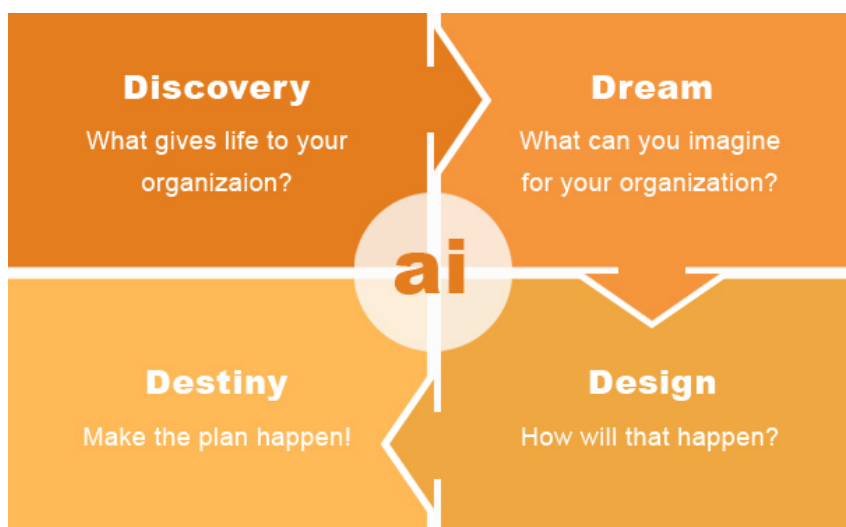 Discovery
What gives life to your
organizaion?
Dream
What can you imagine
for your organization?
ai
Destiny
Make the plan happen!
Design
How will that happen?